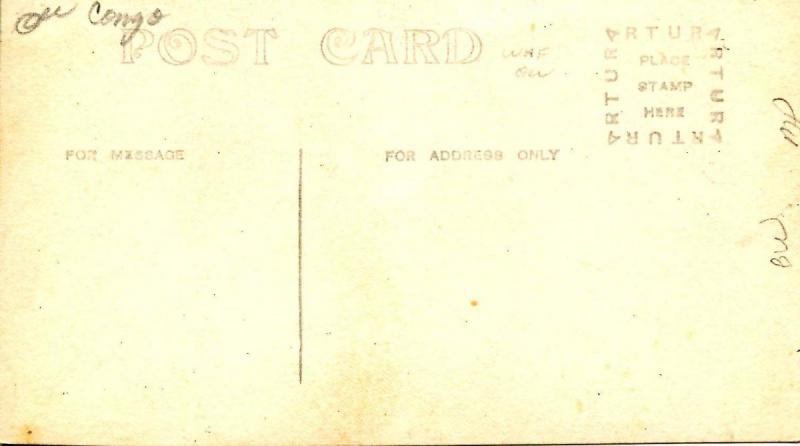 Congo
POST CARD
ARTURA
PLACE
STAMP
HERE
ARTURA
ARTURA
ARTURA
FOR MESSAGE
FOR ADDRESS ONLY